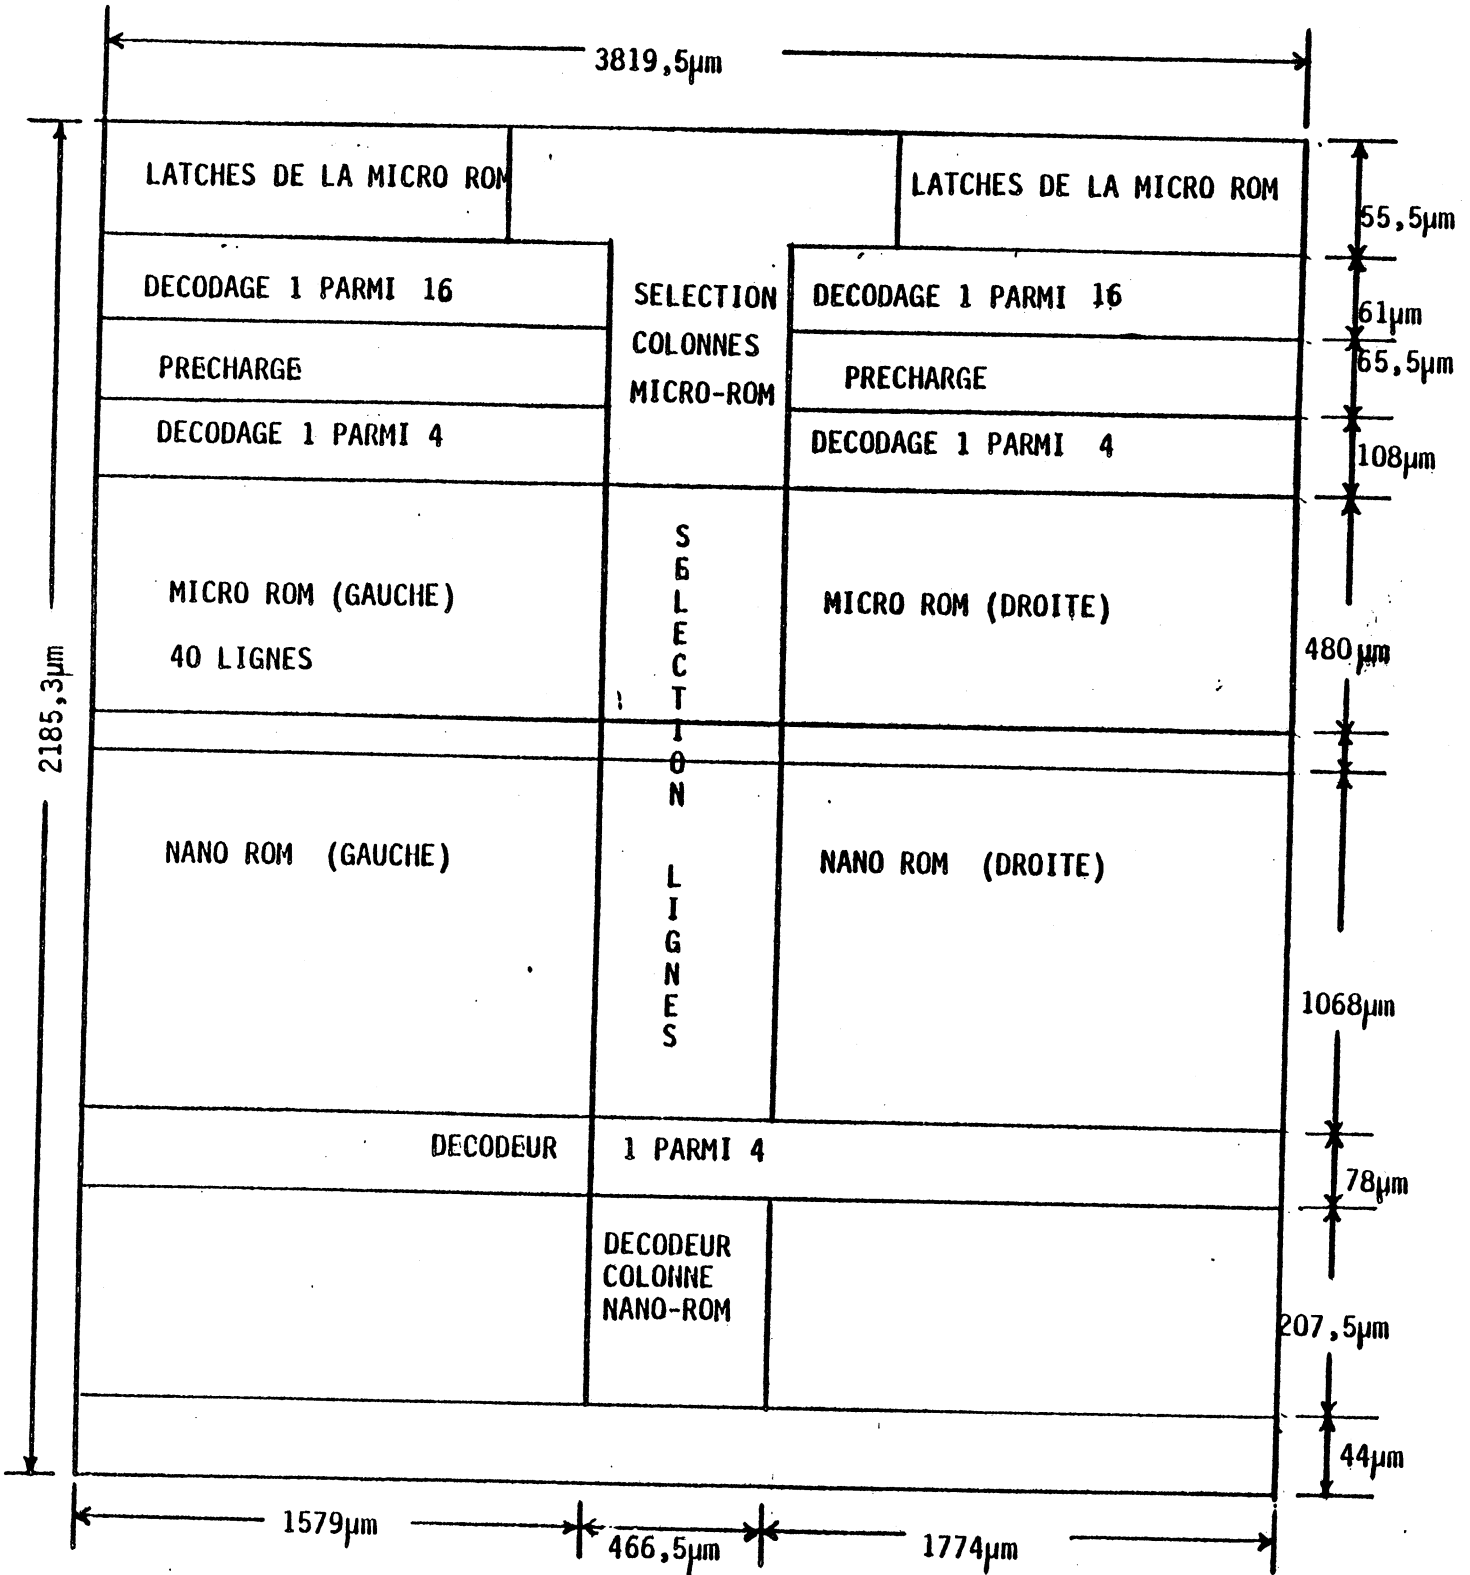 3819,5µm
LATCHES DE LA MICRO ROM
LATCHES DE LA MICRO ROM
55,5µm
DECODAGE 1 PARMI 16
SELECTION
COLONNES
MICRO-ROM
DECODAGE 1 PARMI 16
61µm
PRECHARGE
PRECHARGE
65,5µm
DECODAGE 1 PARMI 4
DECODAGE 1 PARMI 4
108µm
MICRO ROM (GAUCHE)
40 LIGNES
SELECTION LIGNES
MICRO ROM (DROITE)
480µm
2185,3µm
NANO ROM (GAUCHE)
NANO ROM (DROITE)
1068µm
DECODEUR 1 PARMI 4
78µm
DECODEUR
COLONNE
NANO-ROM
207,5µm
44µm
1579µm
466,5µm
1774µm